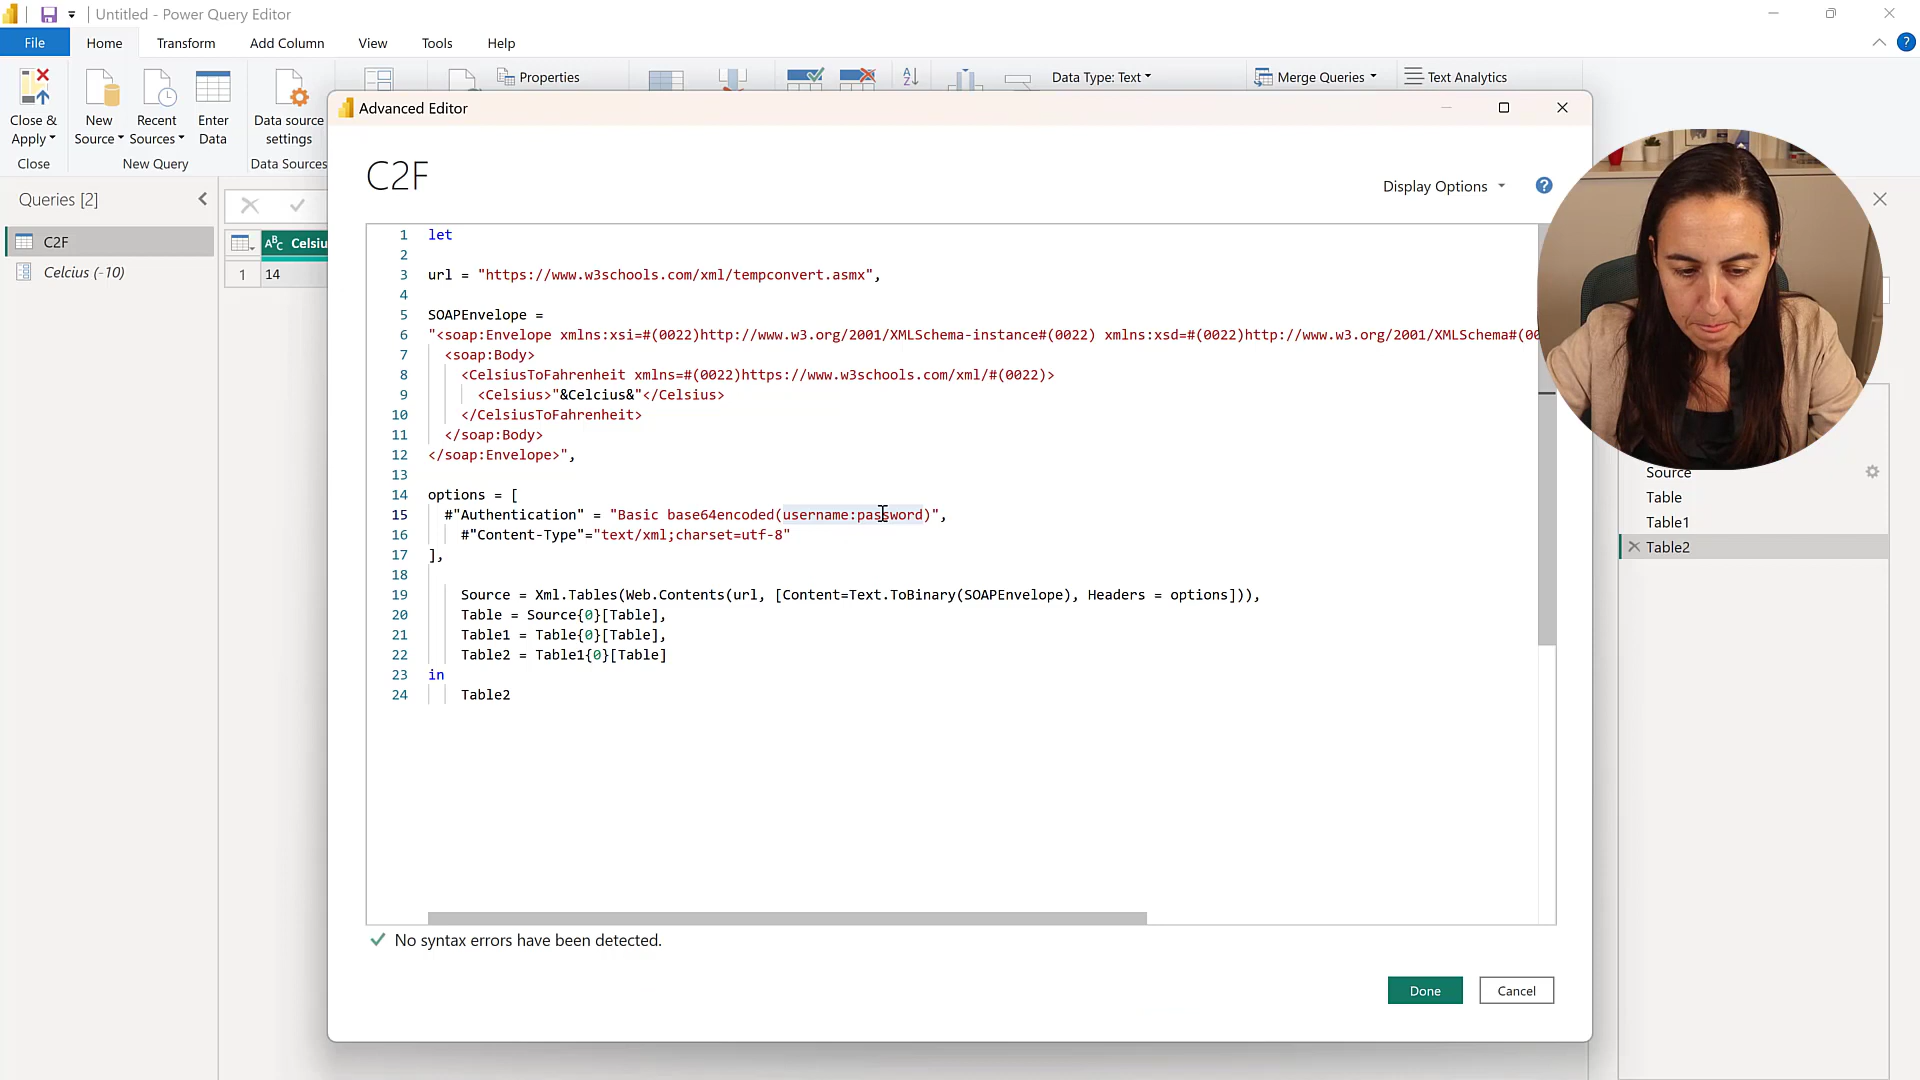 Untitled - Power Query Editor
File Home Transform Add Column View Tools Help
Close & Apply
New Source
Recent Sources
Enter Data
Data source settings
Properties
Data Type: Text
Merge Queries
Text Analytics
Close
New Query
Data Sources
Advanced Editor
Queries [2]
C2F
Celcius (-10)
ABC Celsiu
1 14
C2F
Display Options
1 let
2
3 url = "https://www.w3schools.com/xml/tempconvert.asmx",
4
5 SOAPEnvelope =
6 "<soap:Envelope xmlns:xsi=#(0022)http://www.w3.org/2001/XMLSchema-instance#(0022) xmlns:xsd=#(0022)http://www.w3.org/2001/XMLSchema#(00
7 <soap:Body>
8 <CelsiusToFahrenheit xmlns=#(0022)https://www.w3schools.com/xml/#(0022)>
9 <Celsius>"&Celcius&"</Celsius>
10 </CelsiusToFahrenheit>
11 </soap:Body>
12 </soap:Envelope>",
13
14 options = [
15 #"Authentication" = "Basic base64encoded(username:password)",
16 #"Content-Type"="text/xml;charset=utf-8"
17 ],
18
19 Source = Xml.Tables(Web.Contents(url, [Content=Text.ToBinary(SOAPEnvelope), Headers = options])),
20 Table = Source{0}[Table],
21 Table1 = Table{0}[Table],
22 Table2 = Table1{0}[Table]
23 in
24 Table2
No syntax errors have been detected.
Done
Cancel
Source
Table
Table1
Table2